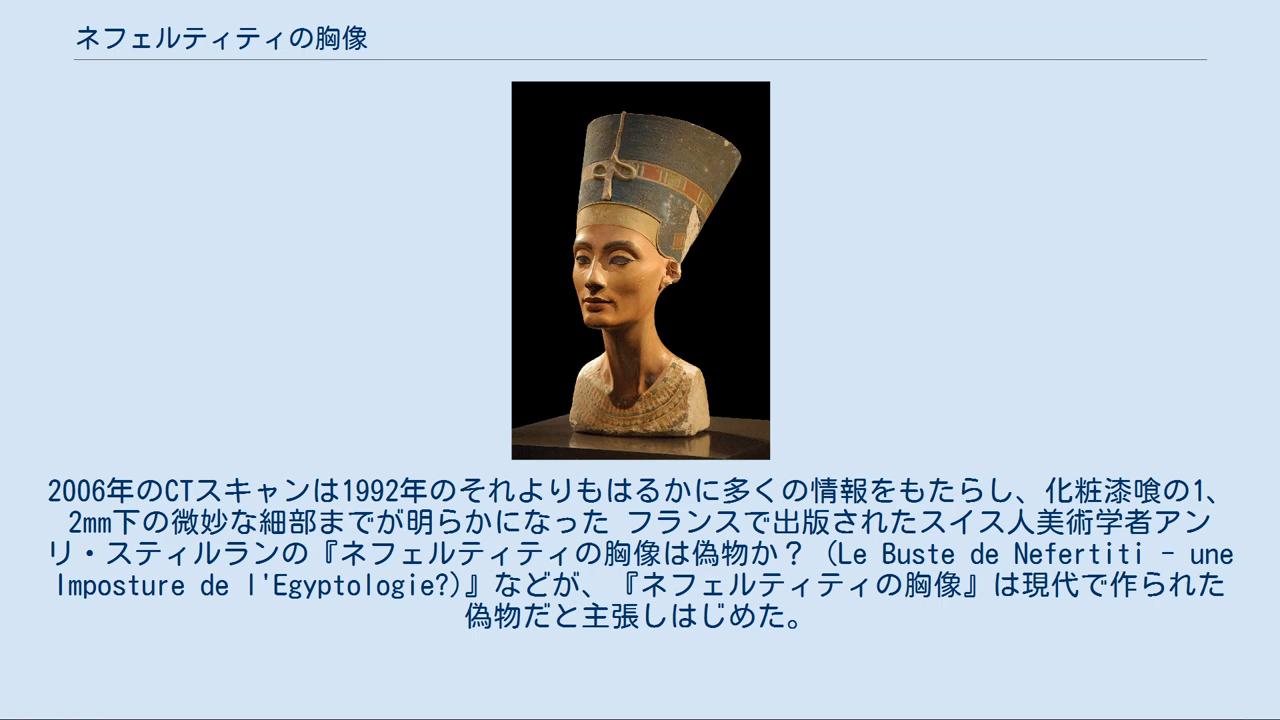 ネフェルティティの胸像
2006年のCTスキャンは1992年のそれよりもはるかに多くの情報をもたらし、化粧漆喰の1、
2mm下の微妙な細部までが明らかになった フランスで出版されたスイス人美術学者アン
リ・スティルランの『ネフェルティティの胸像は偽物か？（Le Buste de Nefertiti − une
Imposture de l'Egyptologie?)』などが、『ネフェルティティの胸像』は現代で作られた
偽物だと主張しはじめた。